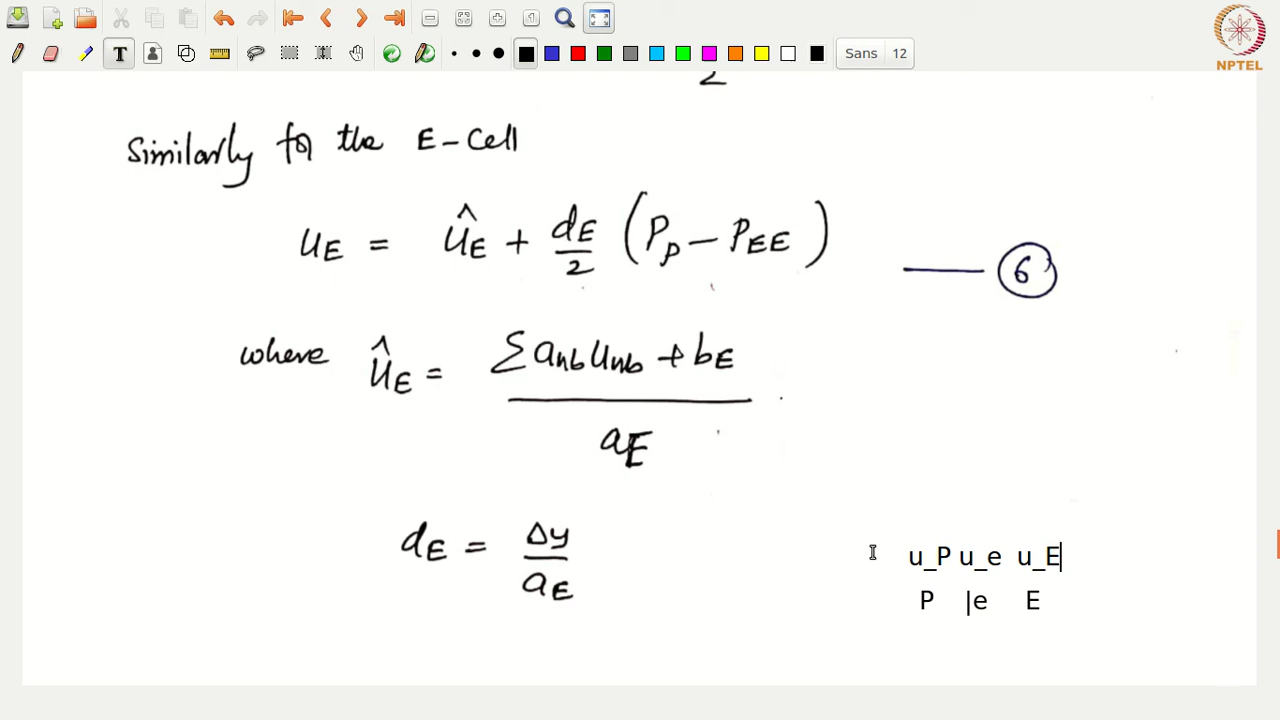 NPTEL
T
Sans 12
2
Similarly for the E-Cell
u_E = û_E + d_E/2 (P_P - P_EE) —— 6
where û_E = Σ a_nb u_nb + b_E / a_E
d_E = Δy / a_E
u_P u_e u_E
P |e E